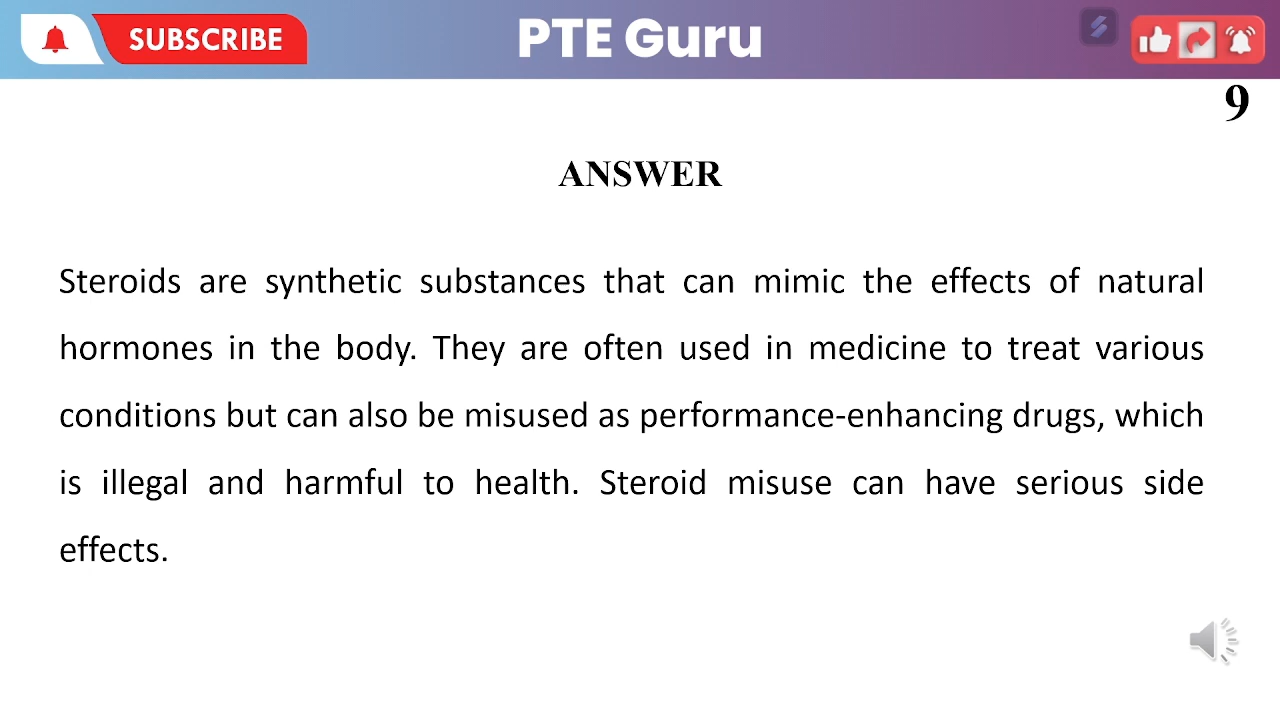 SUBSCRIBE
PTE Guru
9
ANSWER
Steroids are synthetic substances that can mimic the effects of natural
hormones in the body. They are often used in medicine to treat various
conditions but can also be misused as performance-enhancing drugs, which
is illegal and harmful to health. Steroid misuse can have serious side
effects.